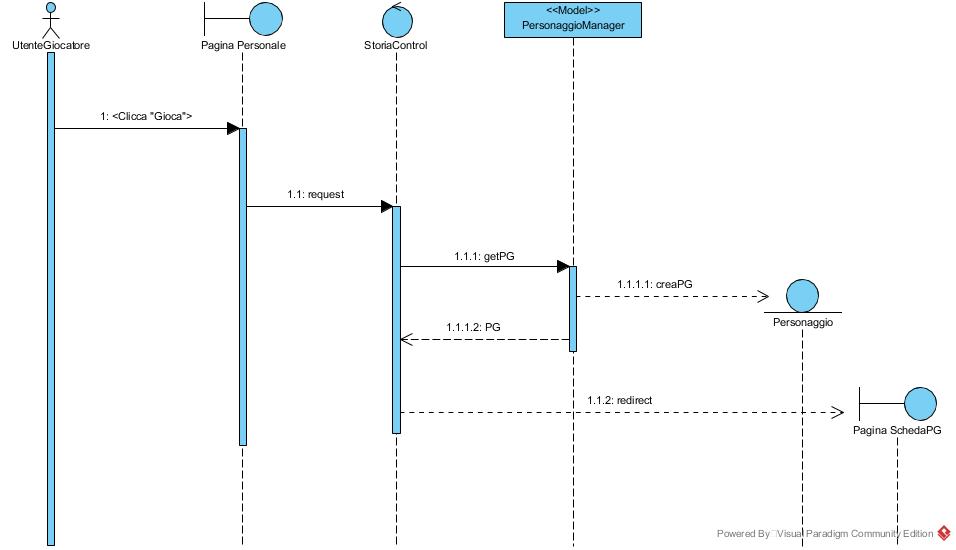 <<Model>>
PersonaggioManager
UtenteGiocatore
Pagina Personale
StoriaControl
1: <Clicca "Gioca">
1.1: request
1.1.1: getPG
1.1.1.1: creaPG
Personaggio
1.1.1.2: PG
1.1.2: redirect
Pagina SchedaPG
Powered By Visual Paradigm Community Edition